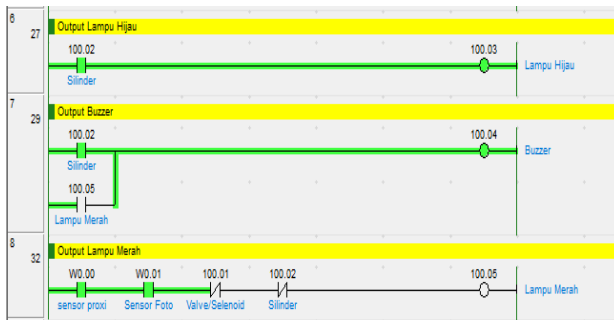 6
27
Output Lampu Hijau
100.02
100.03
Silinder
Lampu Hijau
7
29
Output Buzzer
100.02
100.04
Silinder
Buzzer
100.05
Lampu Merah
8
32
Output Lampu Merah
W0.00 W0.01 100.01 100.02 100.05
sensor proxi Sensor Foto Valve/Selenoid Silinder Lampu Merah